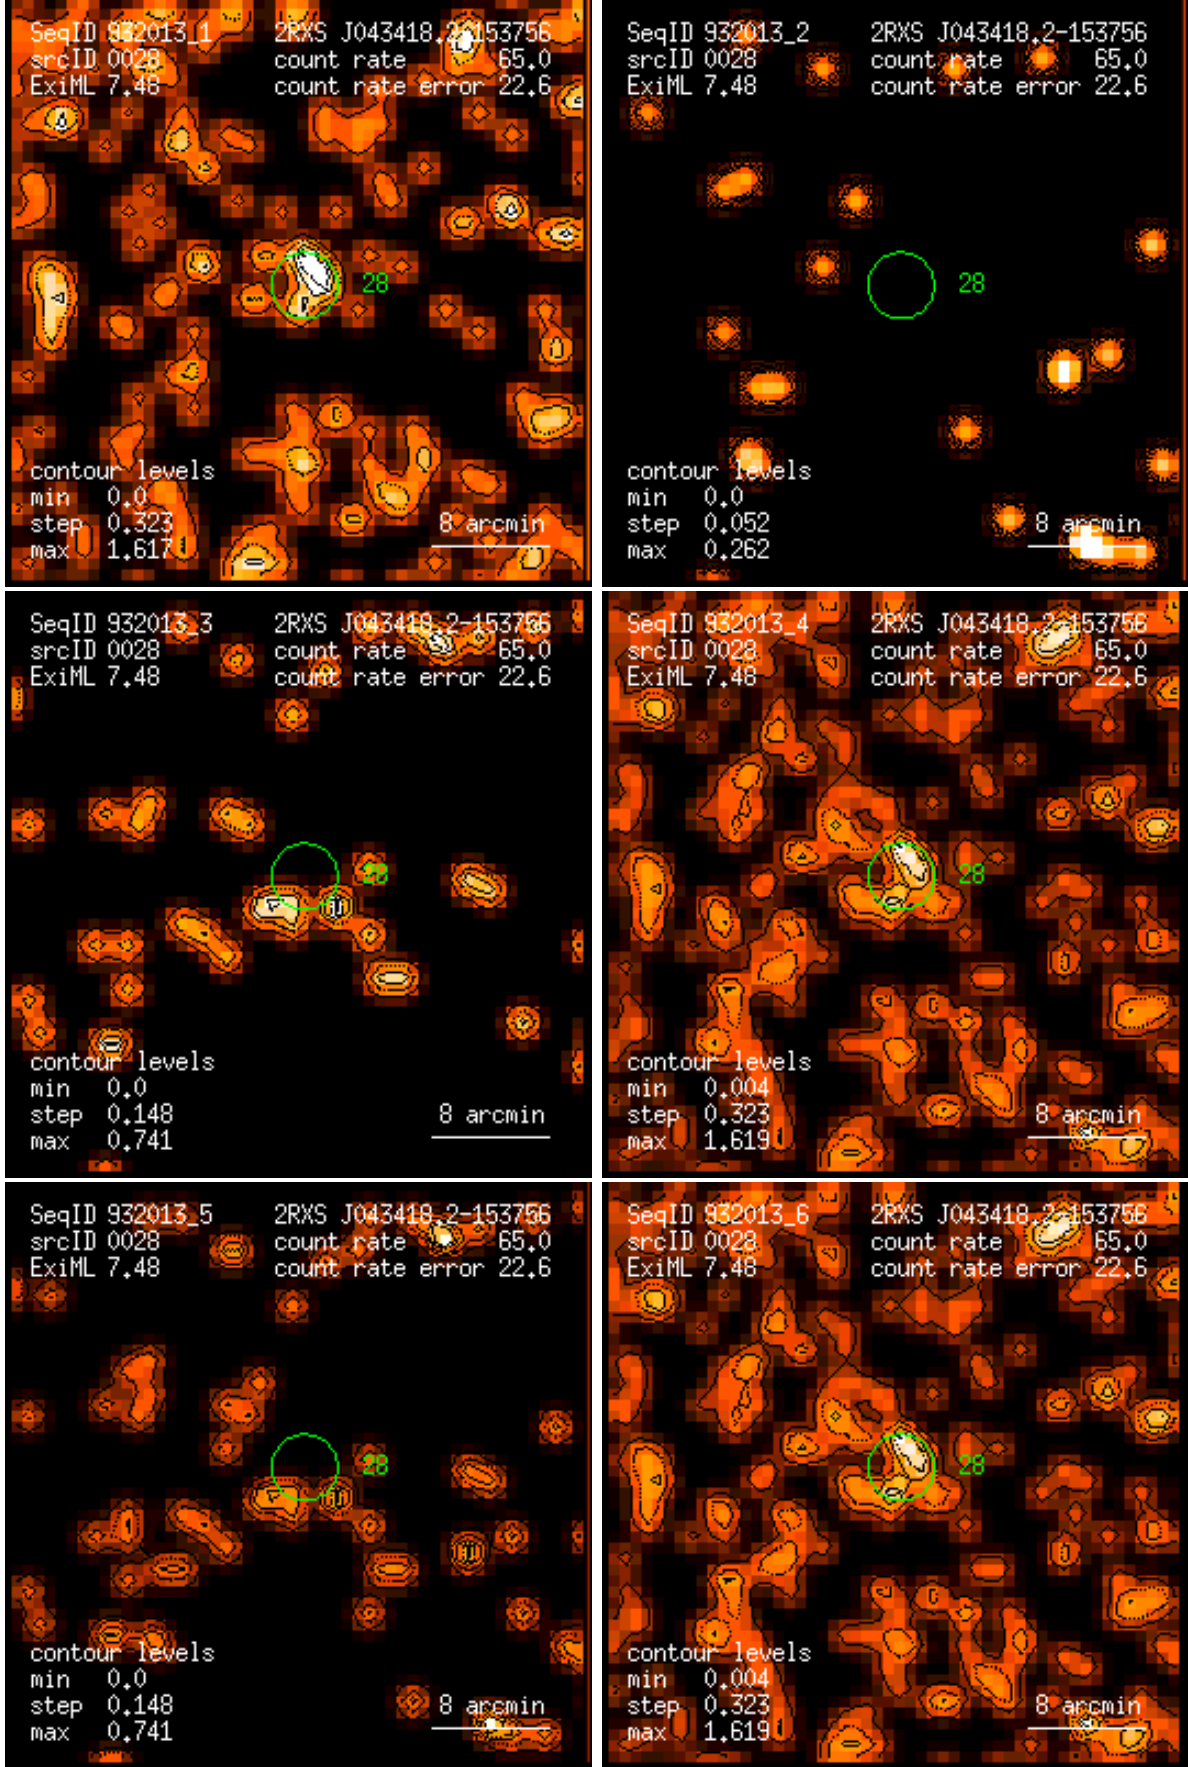 SeqID 932013_1 2RXS J043418.2-153756
srcID 0028 count rate 65.0
ExiML 7.48 count rate error 22.6
28
contour levels
min 0.0
step 0.323 8 arcmin
max 1.617
SeqID 932013_2 2RXS J043418.2-153756
srcID 0028 count rate 65.0
ExiML 7.48 count rate error 22.6
28
contour levels
min 0.0
step 0.052 8 arcmin
max 0.262
SeqID 932013_3 2RXS J043418.2-153756
srcID 0028 count rate 65.0
ExiML 7.48 count rate error 22.6
28
contour levels
min 0.0
step 0.148 8 arcmin
max 0.741
SeqID 932013_4 2RXS J043418.2-153756
srcID 0028 count rate 65.0
ExiML 7.48 count rate error 22.6
28
contour levels
min 0.004
step 0.323 8 arcmin
max 1.619
SeqID 932013_5 2RXS J043418.2-153756
srcID 0028 count rate 65.0
ExiML 7.48 count rate error 22.6
28
contour levels
min 0.0
step 0.148 8 arcmin
max 0.741
SeqID 932013_6 2RXS J043418.2-153756
srcID 0028 count rate 65.0
ExiML 7.48 count rate error 22.6
28
contour levels
min 0.004
step 0.323 8 arcmin
max 1.619